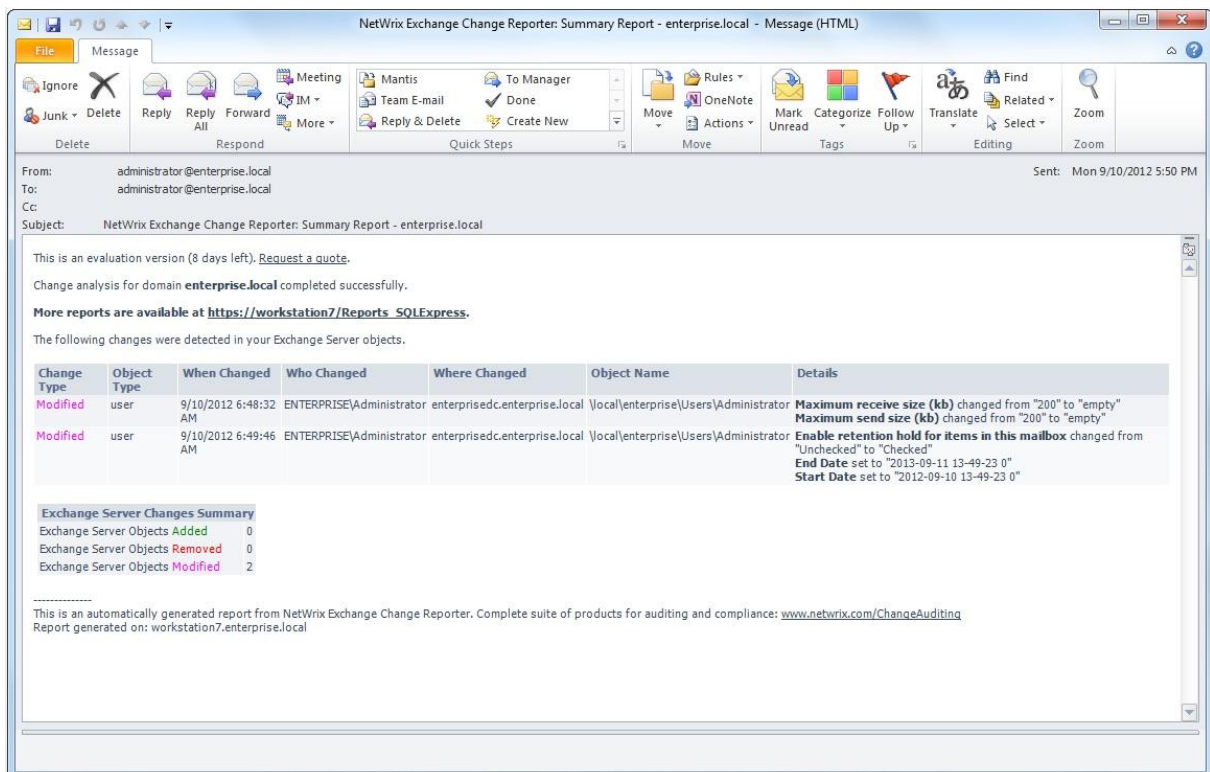 NetWrix Exchange Change Reporter: Summary Report - enterprise.local - Message (HTML)
File Message
Ignore
Junk
Delete
Reply
Reply All
Forward
Meeting
IM
More
Mantis
Team E-mail
Reply & Delete
To Manager
Done
Create New
Move
Rules
OneNote
Actions
Mark Unread
Categorize
Follow Up
Translate
Find
Related
Select
Zoom
Delete Respond Quick Steps Move Tags Editing Zoom
From: administrator@enterprise.local Sent: Mon 9/10/2012 5:50 PM
To: administrator@enterprise.local
Cc:
Subject: NetWrix Exchange Change Reporter: Summary Report - enterprise.local
This is an evaluation version (8 days left). Request a quote.
Change analysis for domain enterprise.local completed successfully.
More reports are available at https://workstation7/Reports_SQLExpress.
The following changes were detected in your Exchange Server objects.
Change Type Object Type When Changed Who Changed Where Changed Object Name Details
Modified user 9/10/2012 6:48:32 AM ENTERPRISE\Administrator enterprisedc.enterprise.local \local\enterprise\Users\Administrator Maximum receive size (kb) changed from "200" to "empty"
Maximum send size (kb) changed from "200" to "empty"
Modified user 9/10/2012 6:49:46 AM ENTERPRISE\Administrator enterprisedc.enterprise.local \local\enterprise\Users\Administrator Enable retention hold for items in this mailbox changed from
"Unchecked" to "Checked"
End Date set to "2013-09-11 13-49-23 0"
Start Date set to "2012-09-10 13-49-23 0"
Exchange Server Changes Summary
Exchange Server Objects Added 0
Exchange Server Objects Removed 0
Exchange Server Objects Modified 2
--------------
This is an automatically generated report from NetWrix Exchange Change Reporter. Complete suite of products for auditing and compliance: www.netwrix.com/ChangeAuditing
Report generated on: workstation7.enterprise.local